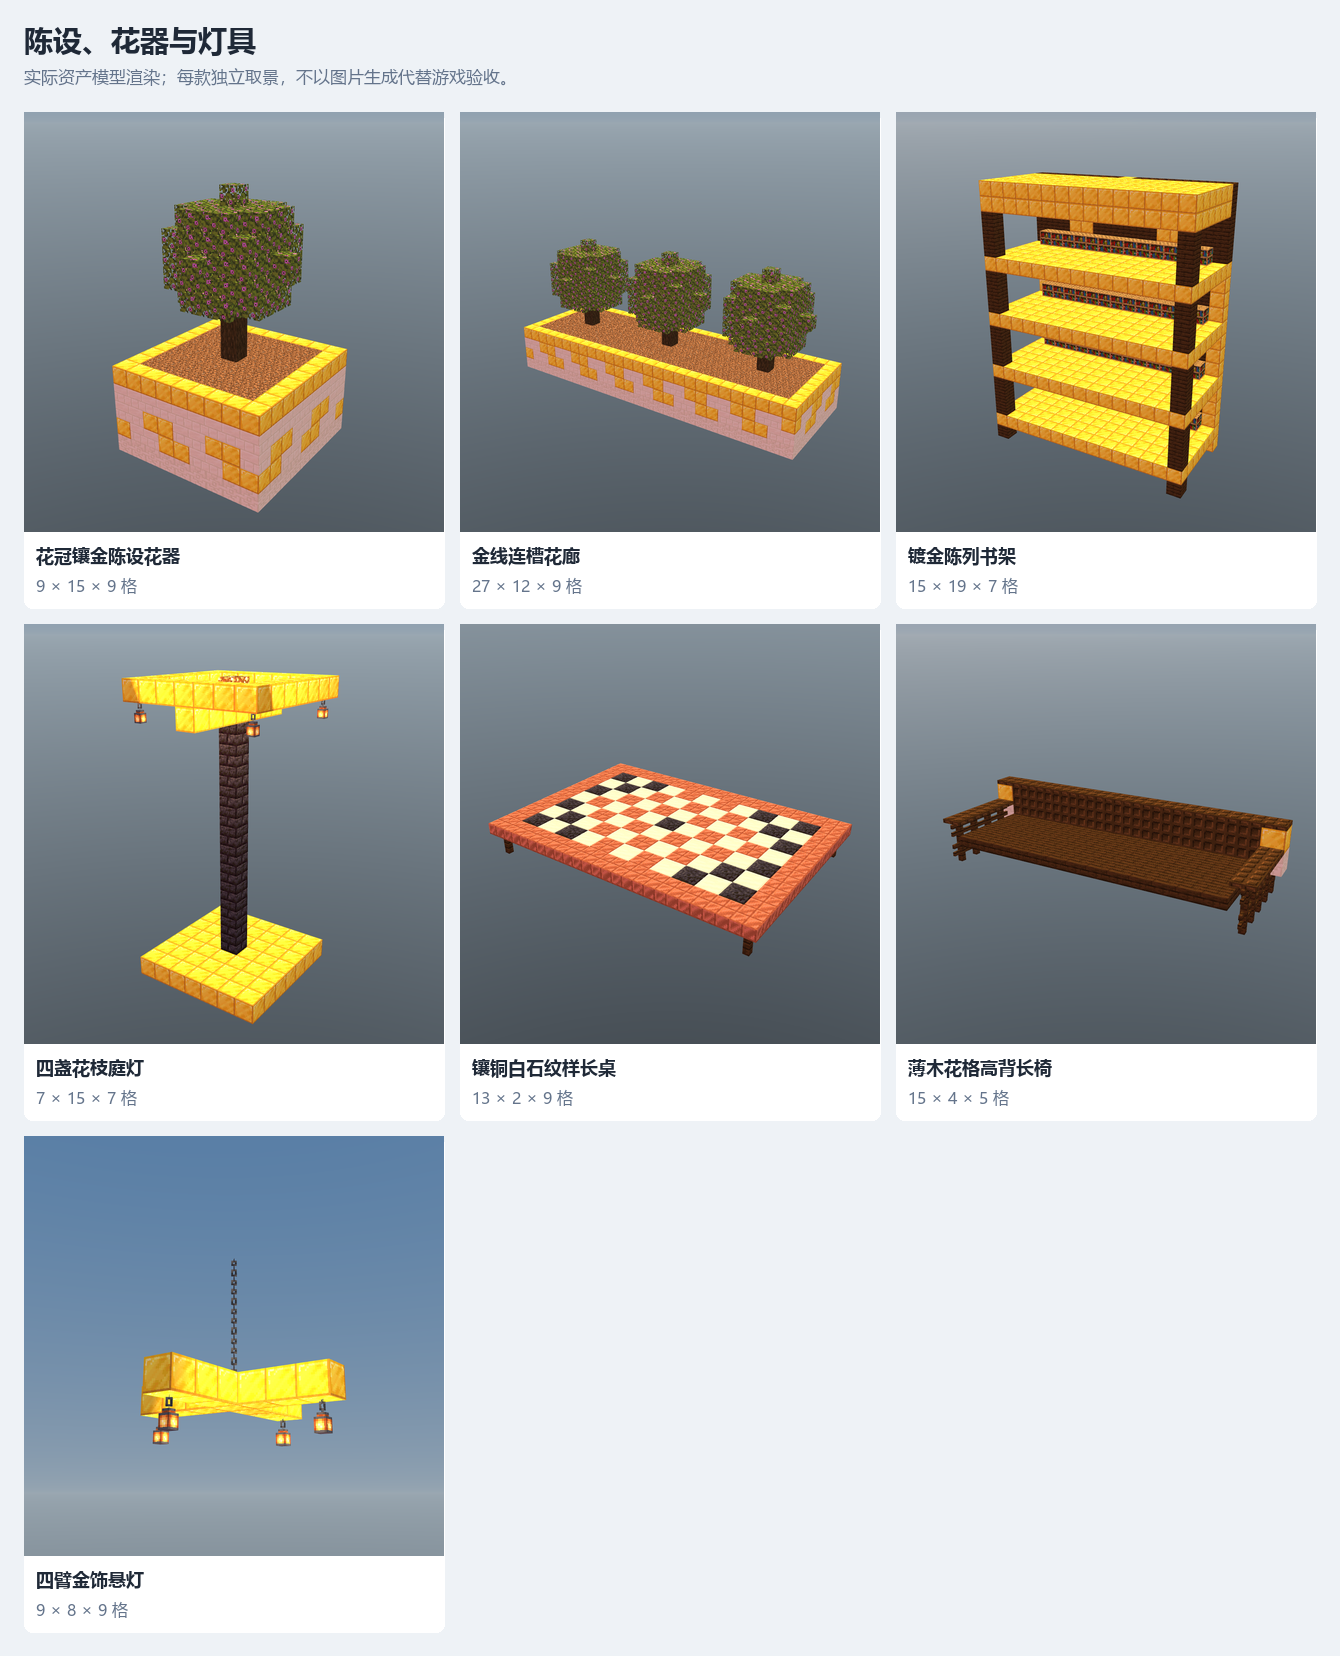 陈设、花器与灯具
实际资产模型渲染；每款独立取景，不以图片生成代替游戏验收。
花冠镶金陈设花器
9 × 15 × 9 格
金线连槽花廊
27 × 12 × 9 格
镀金陈列书架
15 × 19 × 7 格
四盏花枝庭灯
7 × 15 × 7 格
镶铜白石纹样长桌
13 × 2 × 9 格
薄木花格高背长椅
15 × 4 × 5 格
四臂金饰悬灯
9 × 8 × 9 格